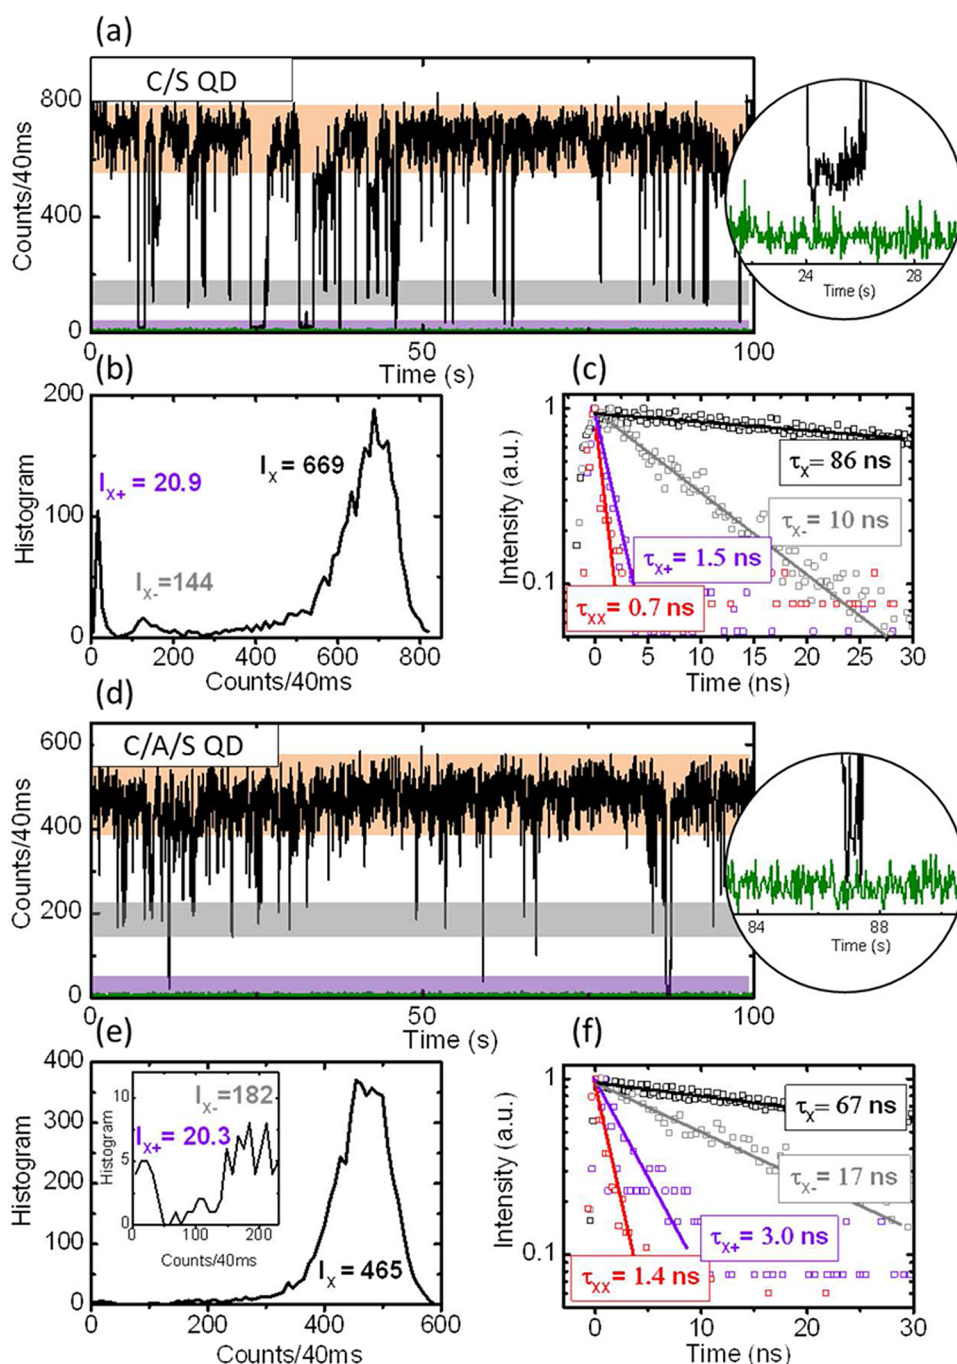 (a)
C/S QD
800
400
0
Counts/40ms
0 50 100
Time (s)
24 28
Time (s)
(b)
200
100
0
Histogram
I_X+ = 20.9
I_X- =144
I_X = 669
0 200 400 600 800
Counts/40ms
(c)
1
0.1
Intensity (a.u.)
τ_X = 86 ns
τ_X- = 10 ns
τ_X+ = 1.5 ns
τ_XX = 0.7 ns
0 5 10 15 20 25 30
Time (ns)
(d)
C/A/S QD
600
400
200
0
Counts/40ms
0 50 100
Time (s)
84 88
Time (s)
(e)
400
300
200
100
0
Histogram
10
5
0
Histogram
I_X- =182
I_X+ = 20.3
0 100 200
Counts/40ms
I_X = 465
0 200 400 600
Counts/40ms
(f)
1
0.1
Intensity (a.u.)
τ_X = 67 ns
τ_X- = 17 ns
τ_X+ = 3.0 ns
τ_XX = 1.4 ns
0 10 20 30
Time (ns)